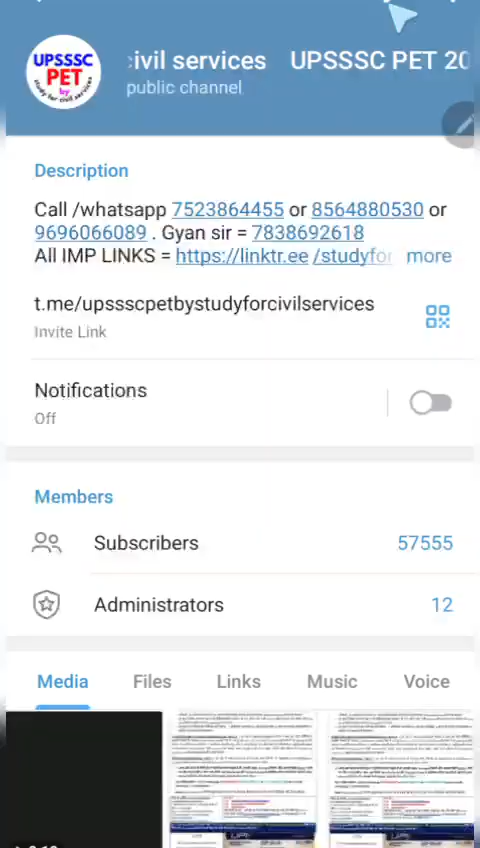 UPSSSC
PET
by
study for civil services
civil services UPSSSC PET 20
public channel
Description
Call /whatsapp 7523864455 or 8564880530 or
9696066089 . Gyan sir = 7838692618
All IMP LINKS = https://linktr.ee /studyfor more
t.me/upssscpetbystudyforcivilservices
Invite Link
Notifications
Off
Members
Subscribers 57555
Administrators 12
Media Files Links Music Voice